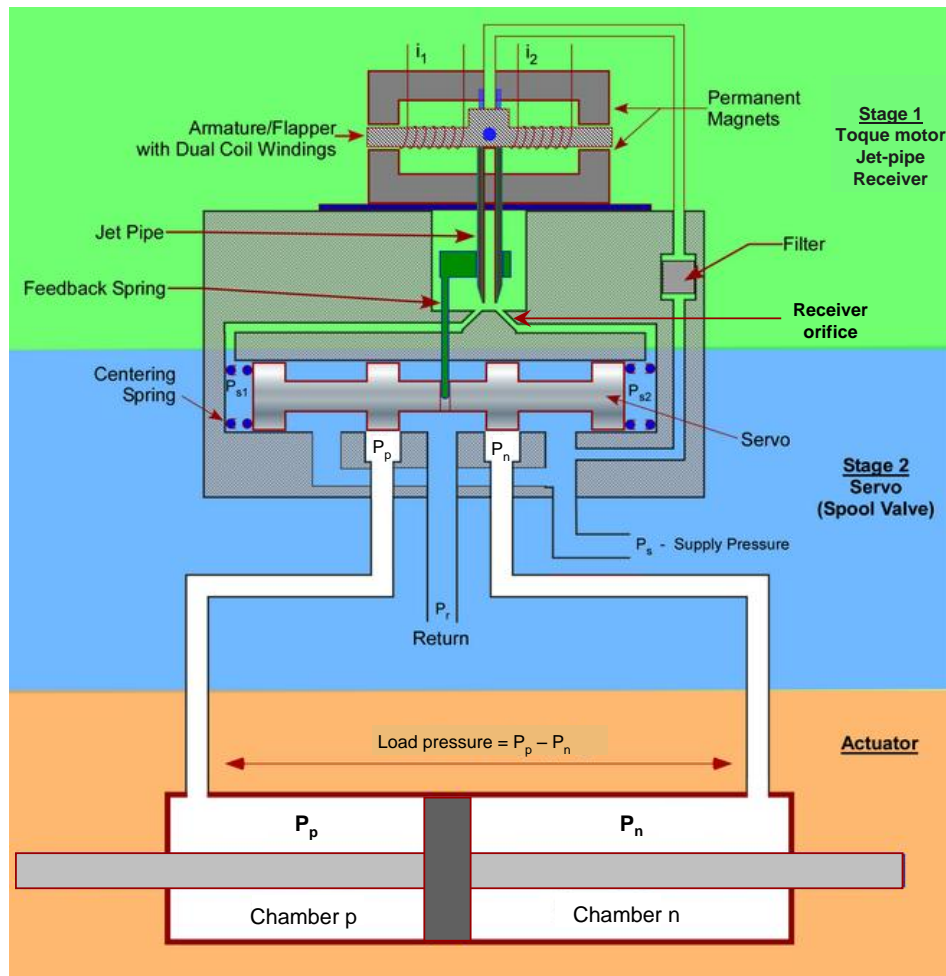 i1
i2
Armature/Flapper
with Dual Coil Windings
Permanent
Magnets
Stage 1
Toque motor
Jet-pipe
Receiver
Jet Pipe
Filter
Feedback Spring
Receiver
orifice
Centering
Spring
Ps1
Ps2
Servo
Pp
Pn
Stage 2
Servo
(Spool Valve)
Ps - Supply Pressure
Pr
Return
Load pressure = Pp – Pn
Actuator
Pp
Pn
Chamber p
Chamber n